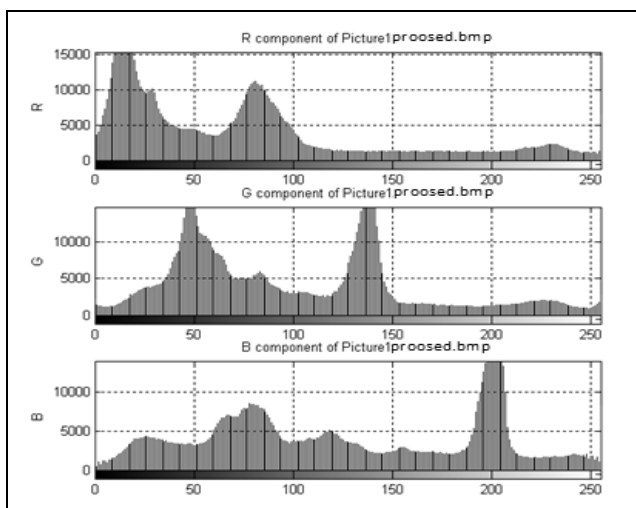 R component of Picture1proosed.bmp
15000
10000
5000
0
R
0 50 100 150 200 250
G component of Picture1proosed.bmp
10000
5000
0
G
0 50 100 150 200 250
B component of Picture1proosed.bmp
10000
5000
0
B
0 50 100 150 200 250